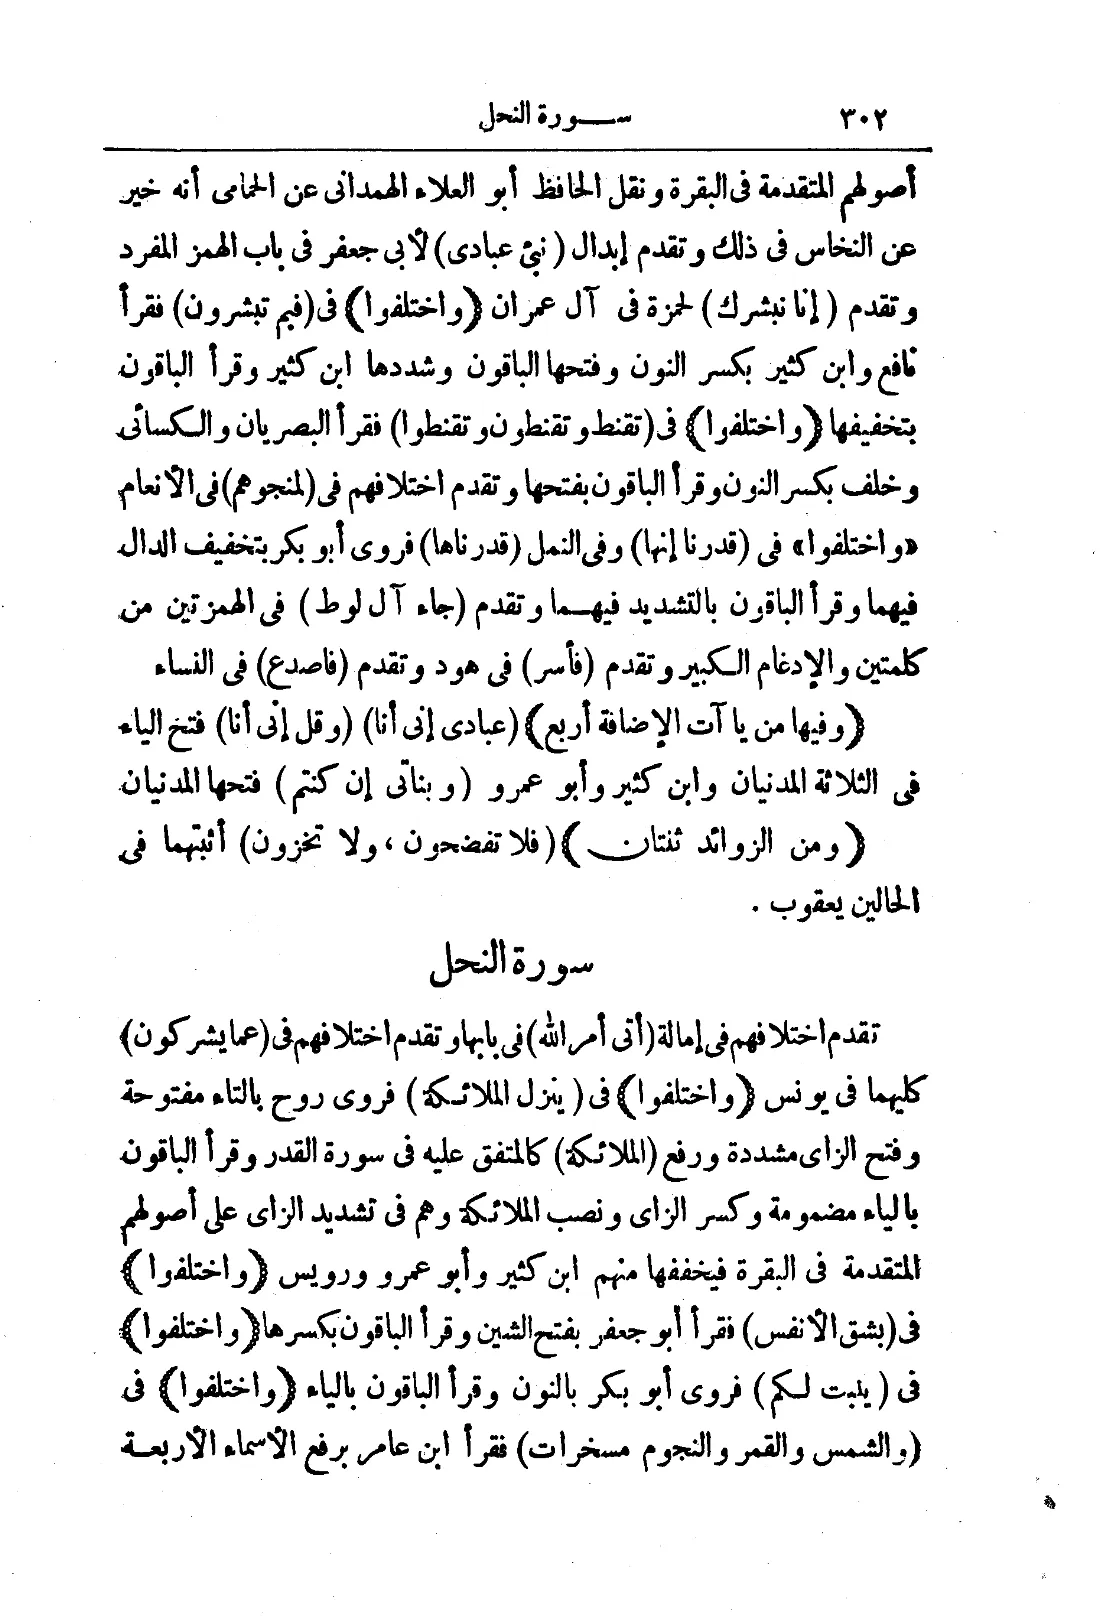 ٣٠٢ ســورة النحل
أصولهم المتقدمة فى البقرة ونقل الحافظ أبو العلاء الهمدانى عن الحمامى أنه خير
عن النخاس فى ذلك وتقدم إبدال (نبئ عبادى) لأبى جعفر فى باب الهمز المفرد
وتقدم (إنا نبشرك) لحمزة فى آل عمران ﴿واختلفوا﴾ فى (فبم تبشرون) فقرأ
نافع وابن كثير بكسر النون وفتحها الباقون وشددها ابن كثير وقرأ الباقون
بتخفيفها ﴿واختلفوا﴾ فى (تقنط وتقنطون وتقنطوا) فقرأ البصريان والكسائى
وخلف بكسر النون وقرأ الباقون بفتحها وتقدم اختلافهم فى (لمنجوهم) فى الأنعام
«واختلفوا» فى (قدرنا إنها) وفى النمل (قدرناها) فروى أبو بكر بتخفيف الدال
فيهما وقرأ الباقون بالتشديد فيهــما وتقدم (جاء آل لوط) فى الهمزتين من
كلمتين والإدغام الكبير وتقدم (فأسر) فى هود وتقدم (فاصدع) فى النساء
﴿وفيها من ياآت الإضافة أربع﴾ (عبادى إنى أنا) (وقل إنى أنا) فتح الياء
فى الثلاثة المدنيان وابن كثير وأبو عمرو (وبناتى إن كنتم) فتحها المدنيان
﴿ومن الزوائد ثنتان﴾ (فلا تفضحون، ولا تخزون) أثبتهما فى
الحالين يعقوب .
سورة النحل
تقدم اختلافهم فى إمالة (أتى أمر الله) فى بابها وتقدم اختلافهم فى (عما يشركون)
كليهما فى يونس ﴿واختلفوا﴾ فى (ينزل الملائكة) فروى روح بالتاء مفتوحة
وفتح الزاى مشددة ورفع (الملائكة) كالمتفق عليه فى سورة القدر وقرأ الباقون
بالياء مضمومة وكسر الزاى ونصب الملائكة وهم فى تشديد الزاى على أصولهم
المتقدمة فى البقرة فيخففها منهم ابن كثير وأبو عمرو ورويس ﴿واختلفوا﴾
فى (بشق الأنفس) فقرأ أبو جعفر بفتح الشين وقرأ الباقون بكسرها ﴿واختلفوا﴾
فى (ينبت لكم) فروى أبو بكر بالنون وقرأ الباقون بالياء ﴿واختلفوا﴾ فى
(والشمس والقمر والنجوم مسخرات) فقرأ ابن عامر برفع الأسماء الأربعــة